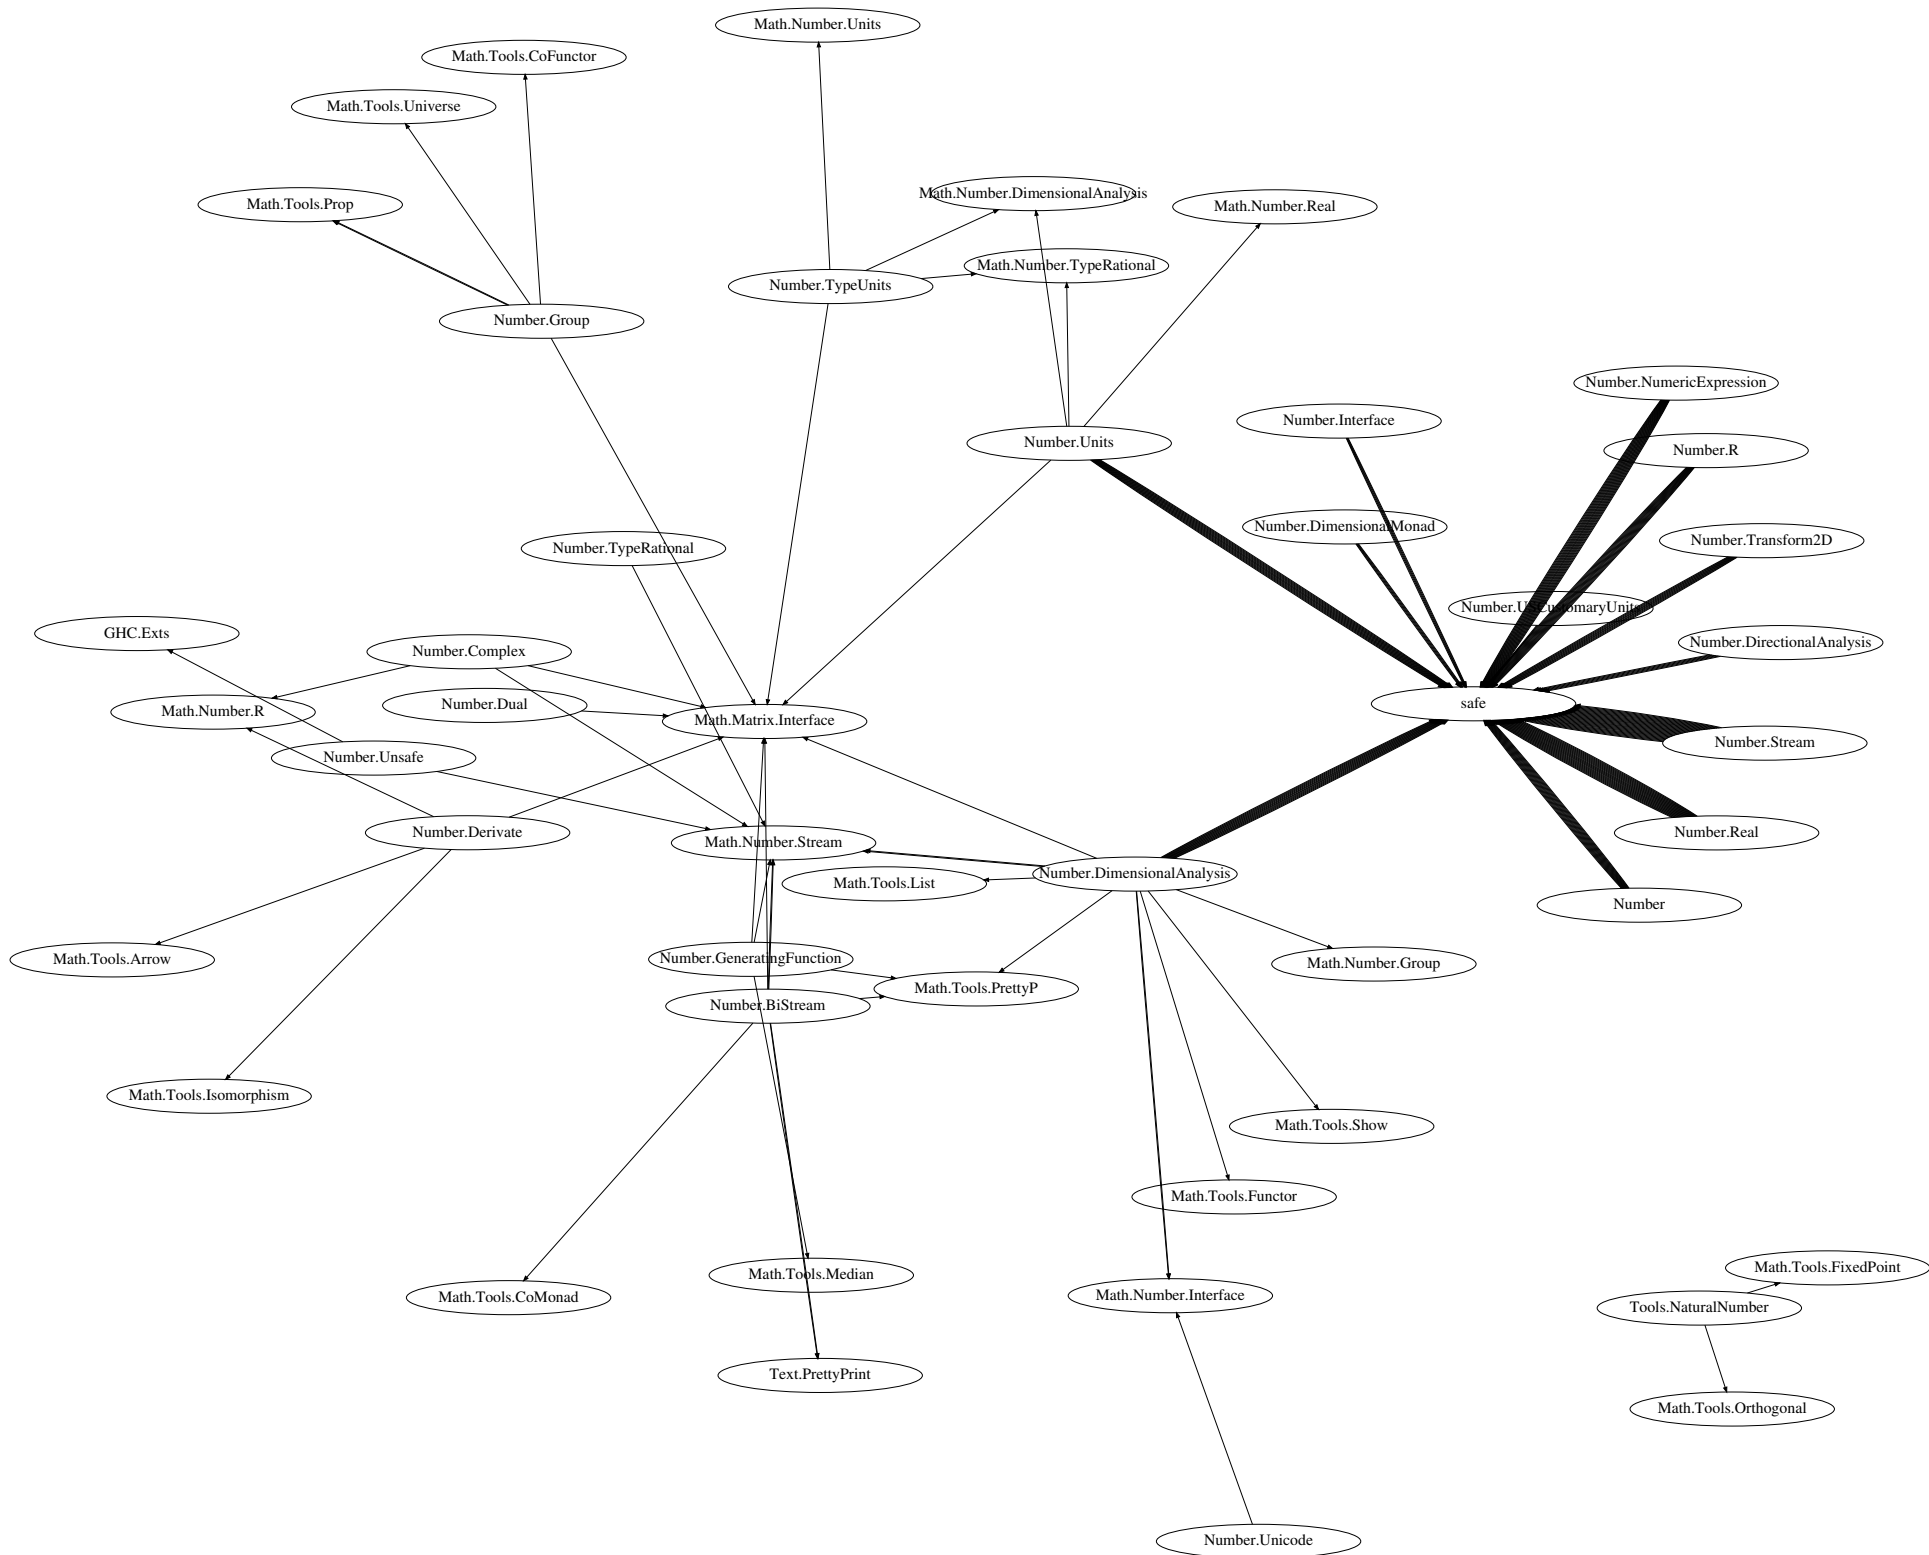 Math.Number.Units
Math.Tools.CoFunctor
Math.Tools.Universe
Math.Number.DimensionalAnalysis
Math.Tools.Prop
Math.Number.Real
Math.Number.TypeRational
Number.TypeUnits
Number.Group
Number.NumericExpression
Number.Interface
Number.Units
Number.R
Number.DimensionalMonad
Number.Transform2D
Number.TypeRational
Number.USCustomaryUnits
GHC.Exts
Number.DirectionalAnalysis
Number.Complex
safe
Number.Dual
Math.Number.R
Math.Matrix.Interface
Number.Stream
Number.Unsafe
Number.Derivate
Number.Real
Math.Number.Stream
Number.DimensionalAnalysis
Math.Tools.List
Number
Math.Tools.Arrow
Number.GeneratingFunction
Math.Number.Group
Math.Tools.PrettyP
Number.BiStream
Math.Tools.Isomorphism
Math.Tools.Show
Math.Tools.Functor
Math.Tools.FixedPoint
Math.Tools.Median
Math.Number.Interface
Math.Tools.CoMonad
Tools.NaturalNumber
Text.PrettyPrint
Math.Tools.Orthogonal
Number.Unicode